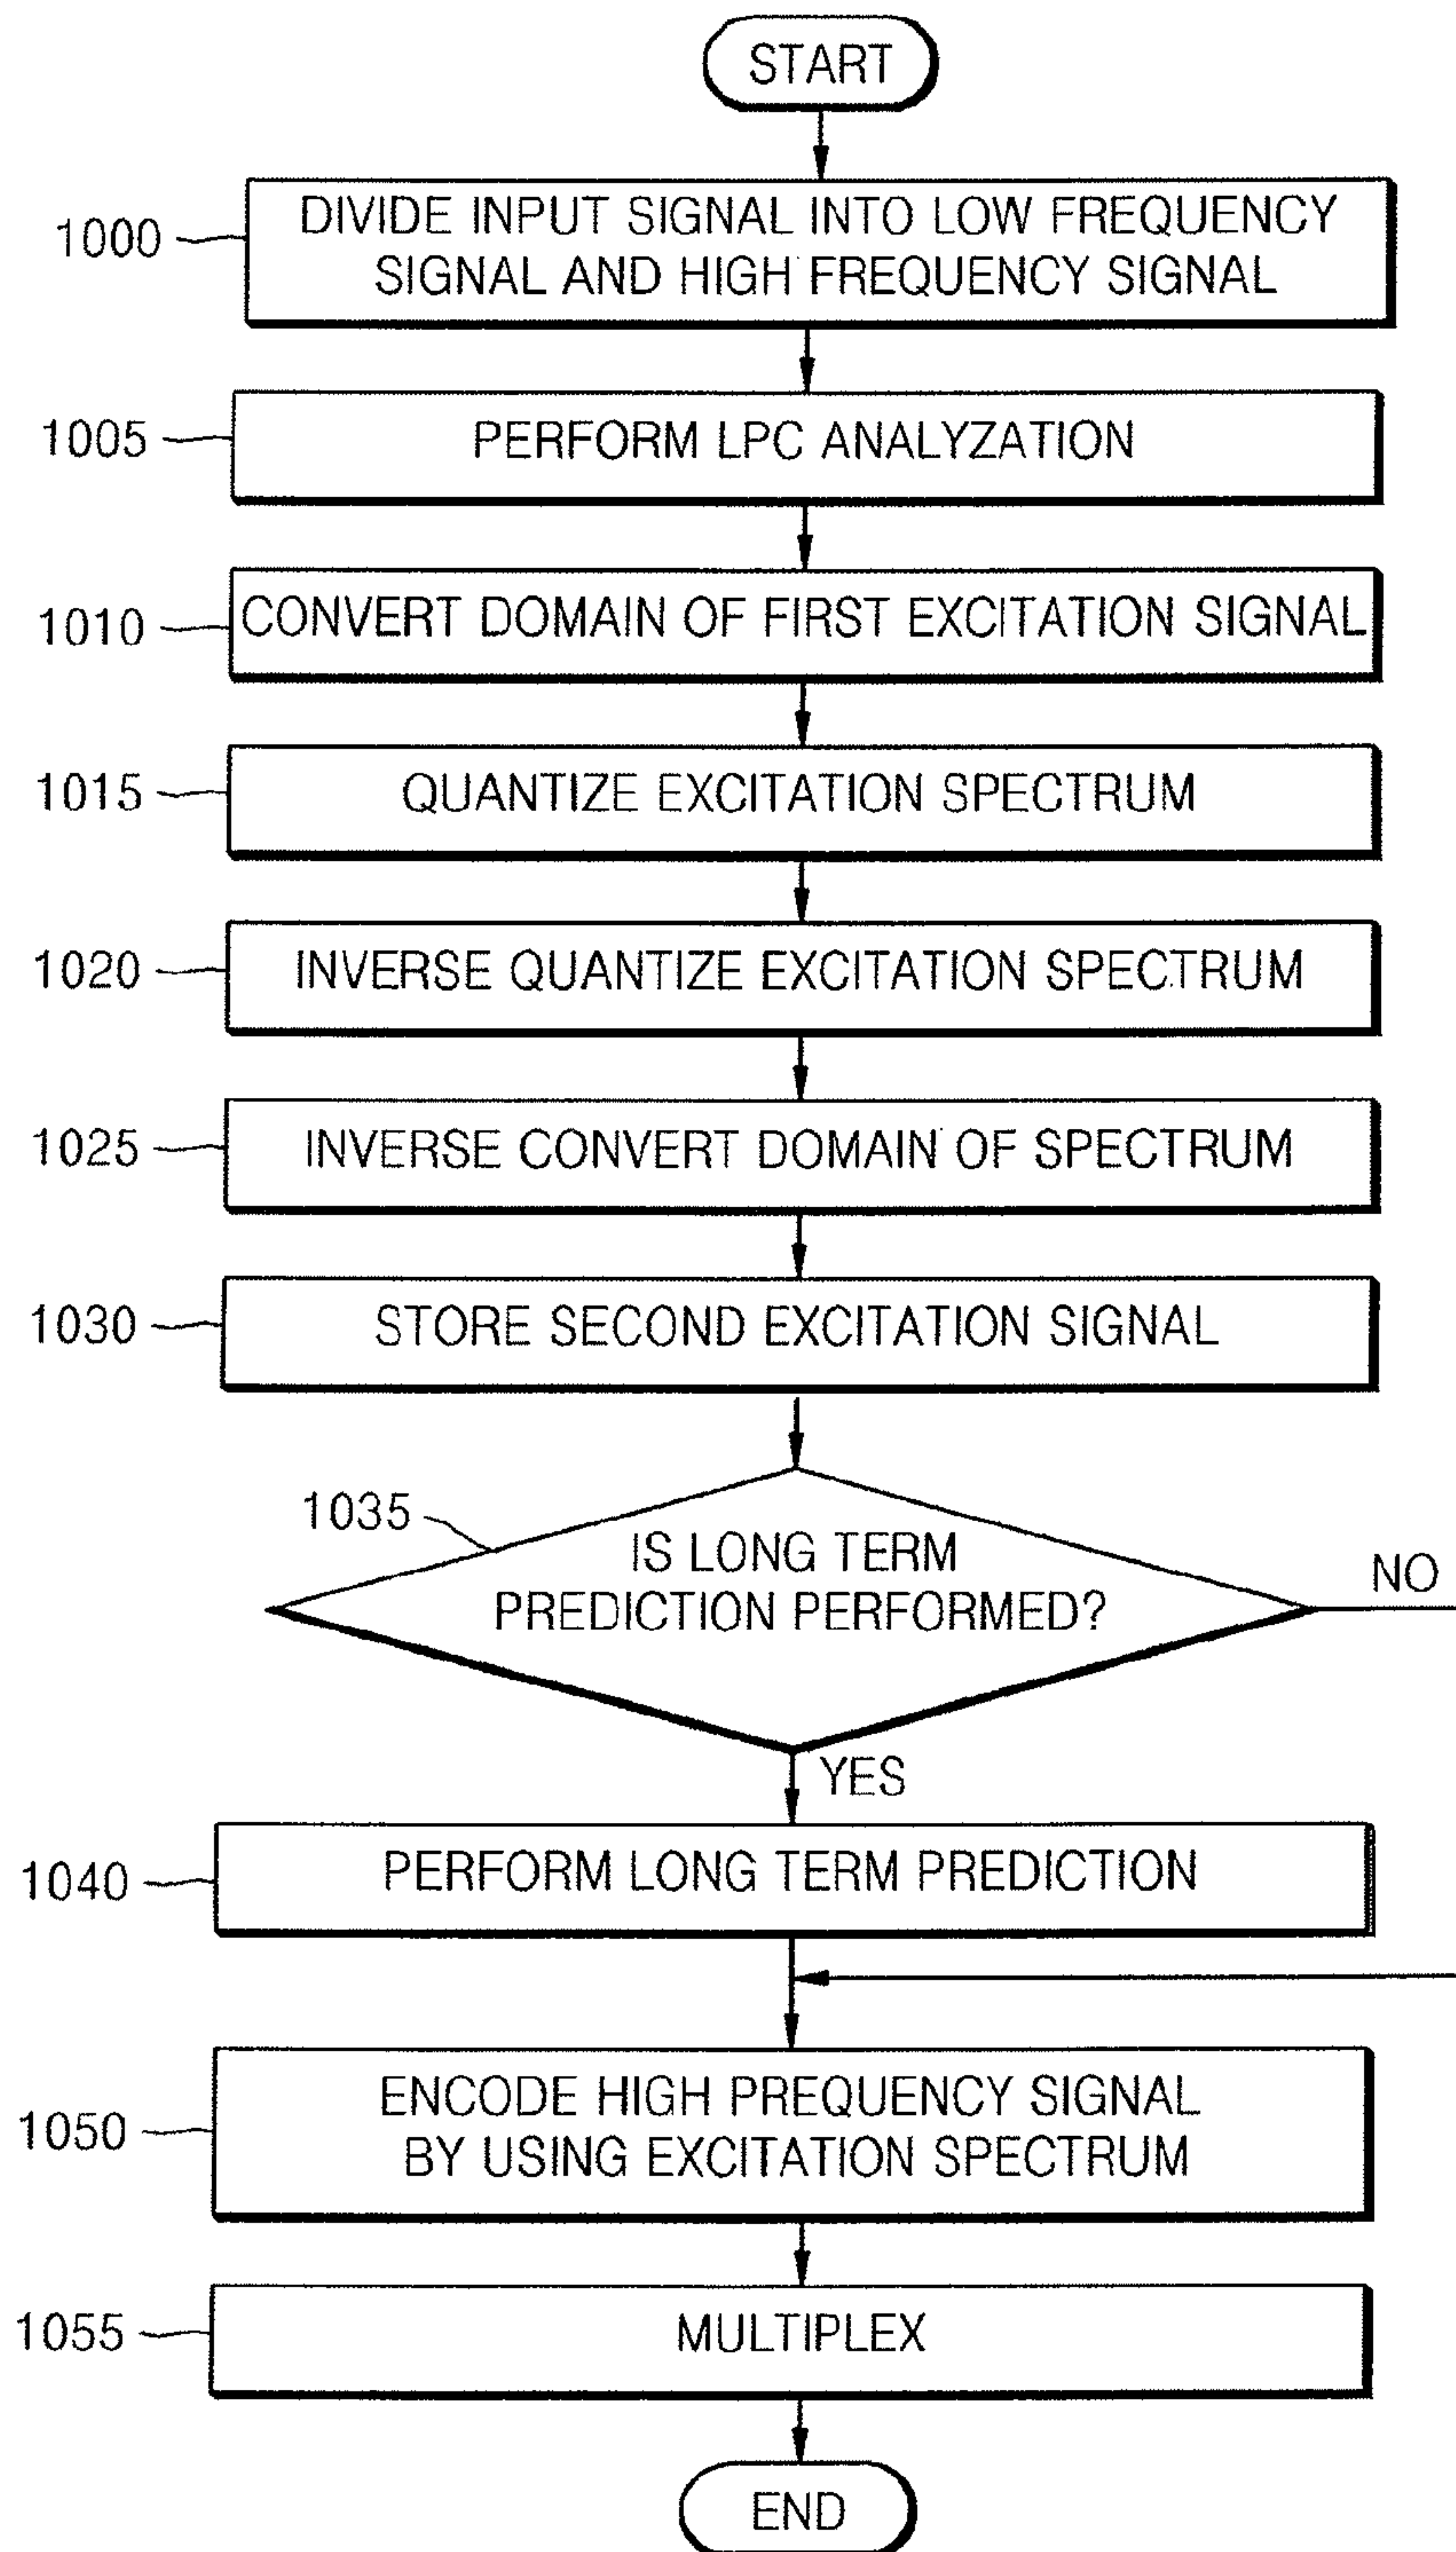 START
1000
DIVIDE INPUT SIGNAL INTO LOW FREQUENCY
SIGNAL AND HIGH FREQUENCY SIGNAL
1005
PERFORM LPC ANALYZATION
1010
CONVERT DOMAIN OF FIRST EXCITATION SIGNAL
1015
QUANTIZE EXCITATION SPECTRUM
1020
INVERSE QUANTIZE EXCITATION SPECTRUM
1025
INVERSE CONVERT DOMAIN OF SPECTRUM
1030
STORE SECOND EXCITATION SIGNAL
1035
IS LONG TERM
PREDICTION PERFORMED?
NO
YES
1040
PERFORM LONG TERM PREDICTION
1050
ENCODE HIGH PREQUENCY SIGNAL
BY USING EXCITATION SPECTRUM
1055
MULTIPLEX
END